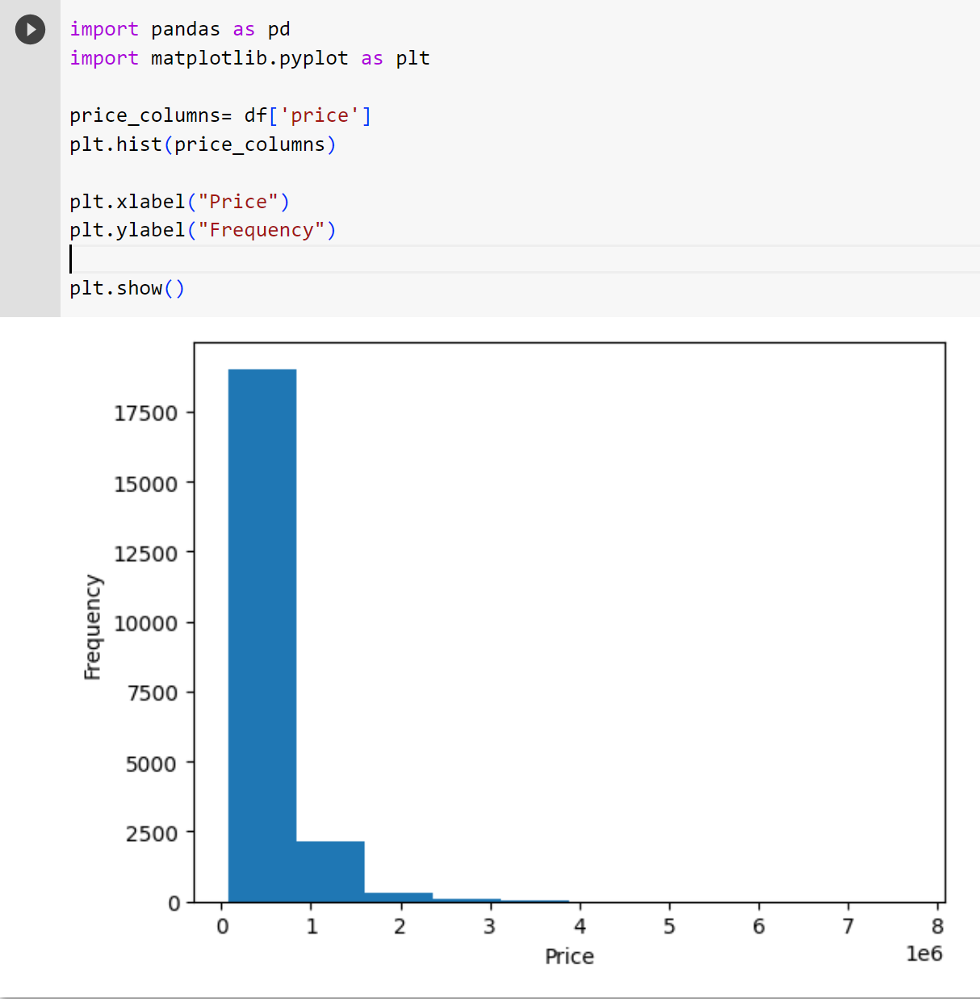 import pandas as pd
import matplotlib.pyplot as plt
price_columns= df['price']
plt.hist(price_columns)
plt.xlabel("Price")
plt.ylabel("Frequency")
plt.show()
17500
15000
12500
10000
7500
5000
2500
0
Frequency
0 1 2 3 4 5 6 7 8
1e6
Price